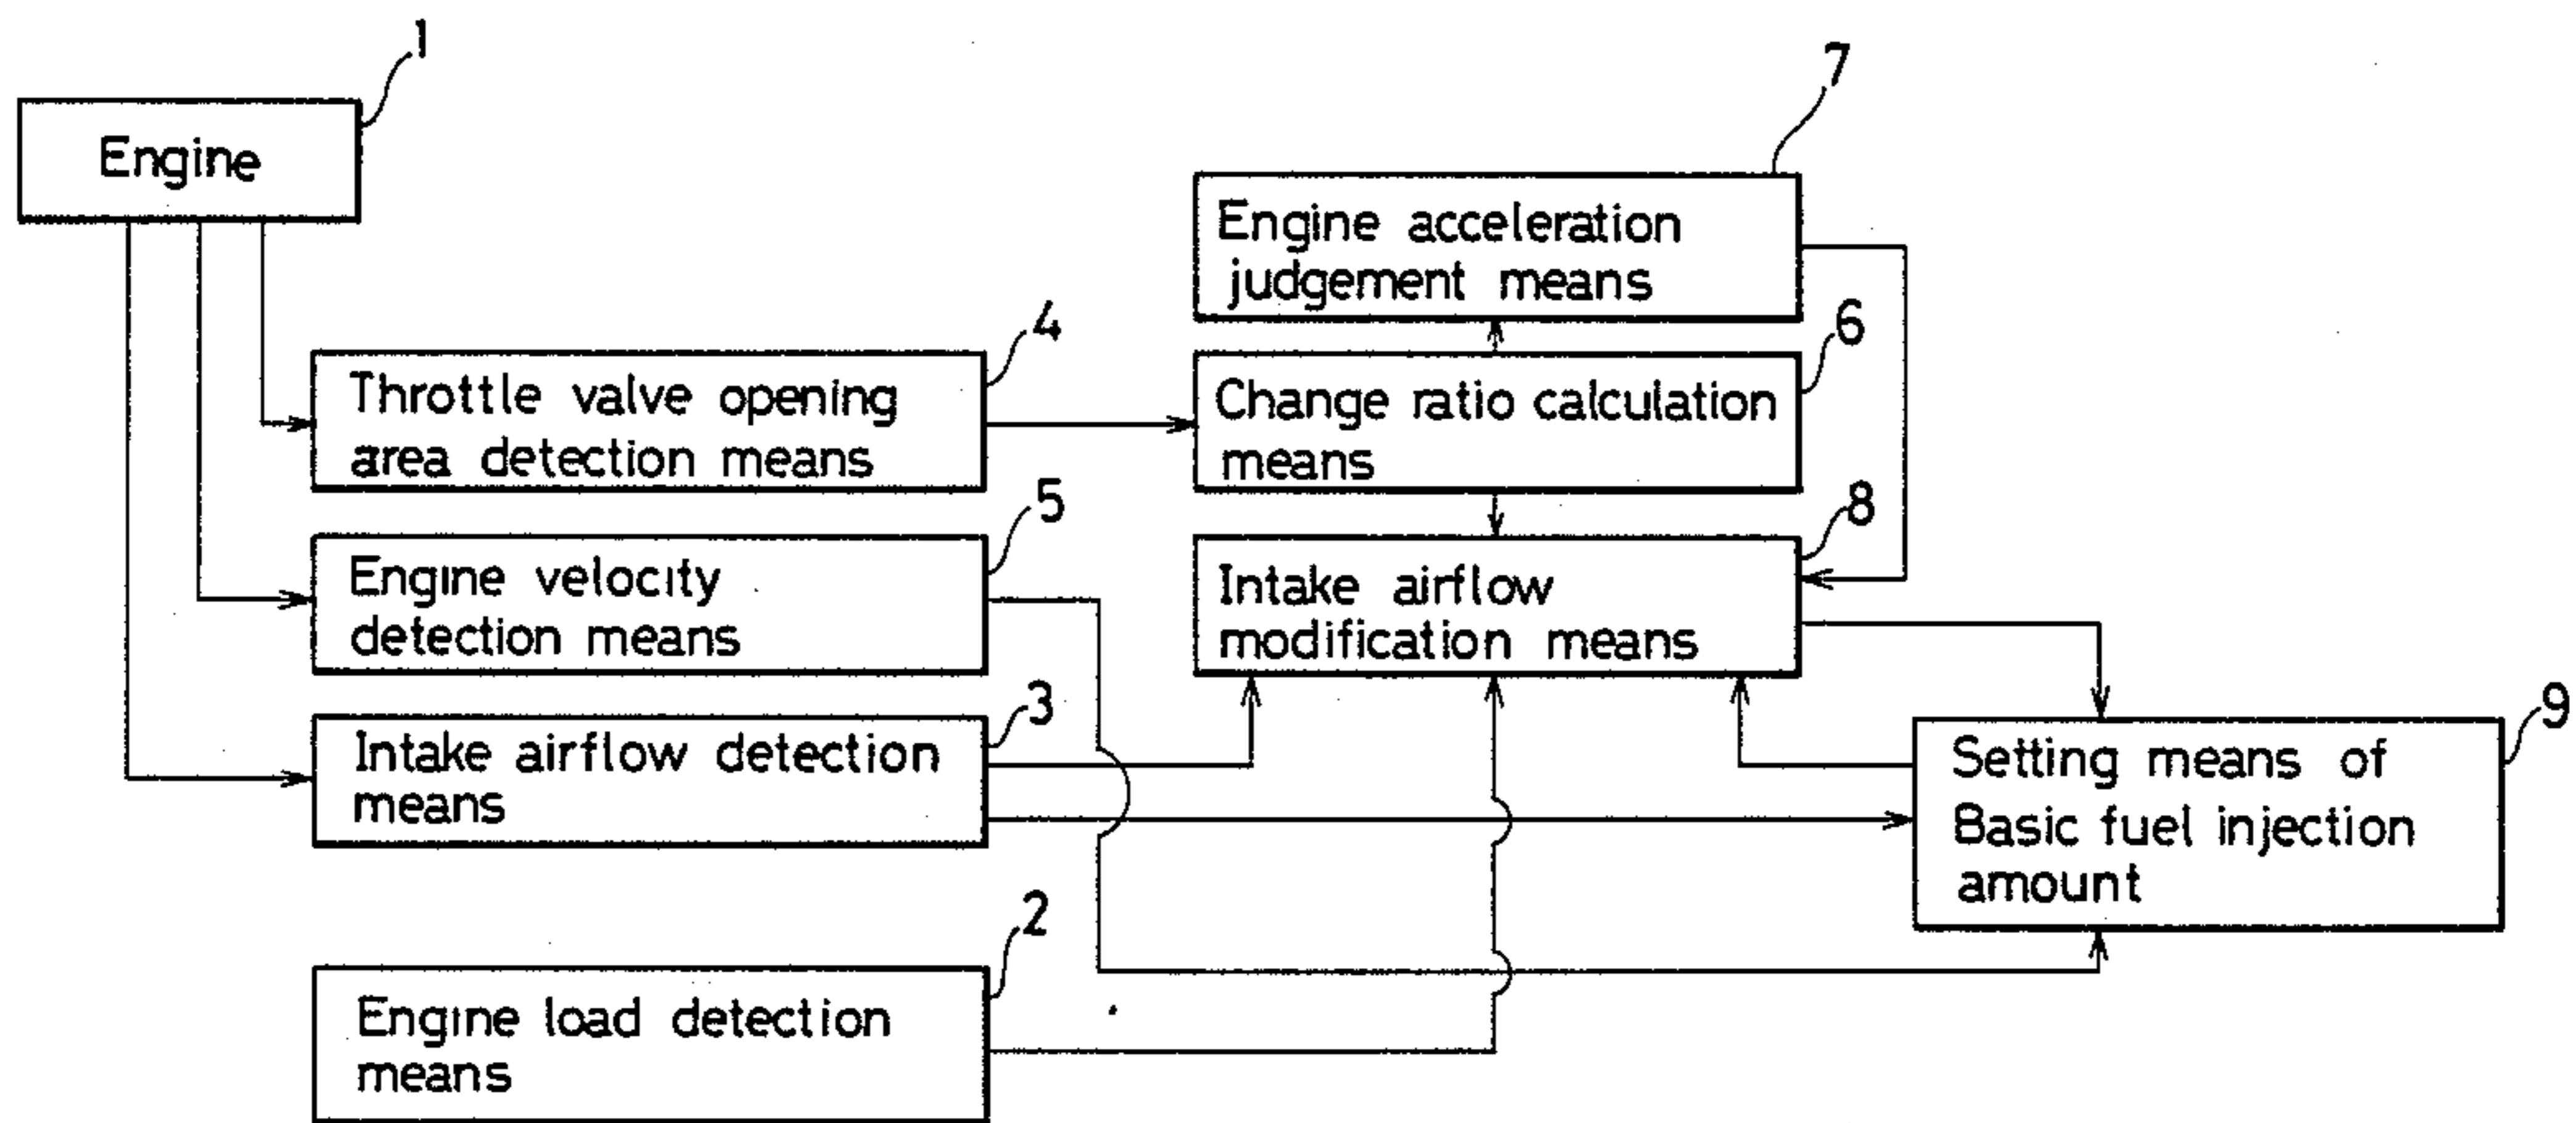 1
Engine
7
Engine acceleration
judgement means
4
Throttle valve opening
area detection means
6
Change ratio calculation
means
5
Engine velocity
detection means
8
Intake airflow
modification means
3
Intake airflow detection
means
9
Setting means of
Basic fuel injection
amount
2
Engine load detection
means